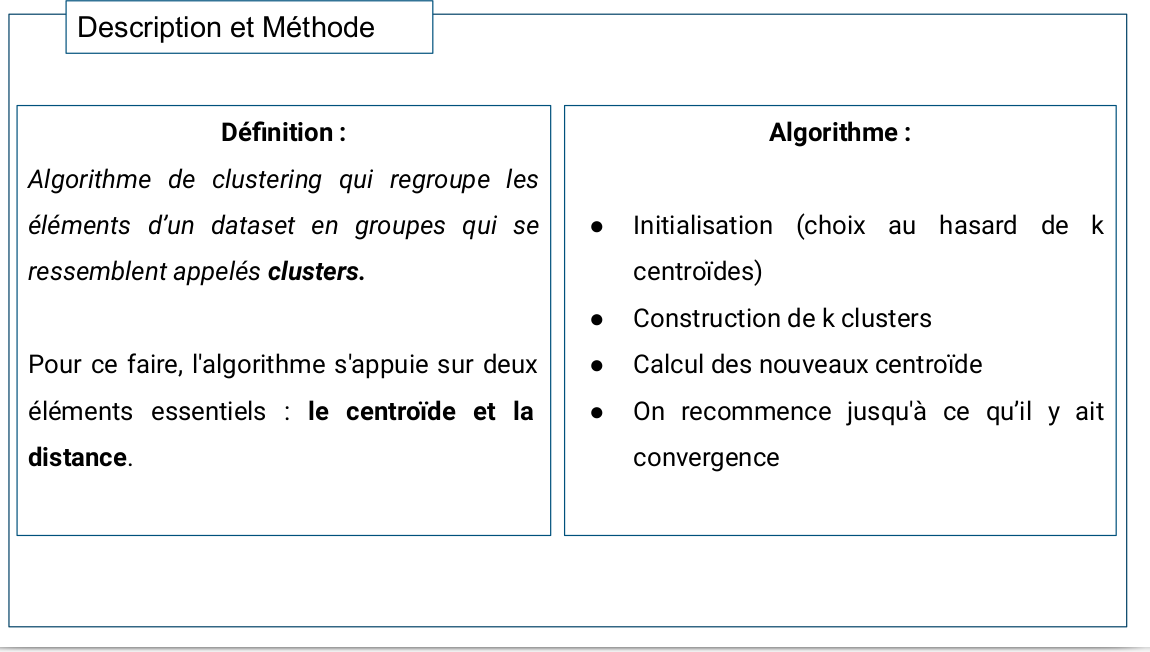 Description et Méthode
Définition :
Algorithme de clustering qui regroupe les
éléments d’un dataset en groupes qui se
ressemblent appelés clusters.
Pour ce faire, l'algorithme s'appuie sur deux
éléments essentiels : le centroïde et la
distance.
Algorithme :
● Initialisation (choix au hasard de k
centroïdes)
● Construction de k clusters
● Calcul des nouveaux centroïde
● On recommence jusqu'à ce qu’il y ait
convergence